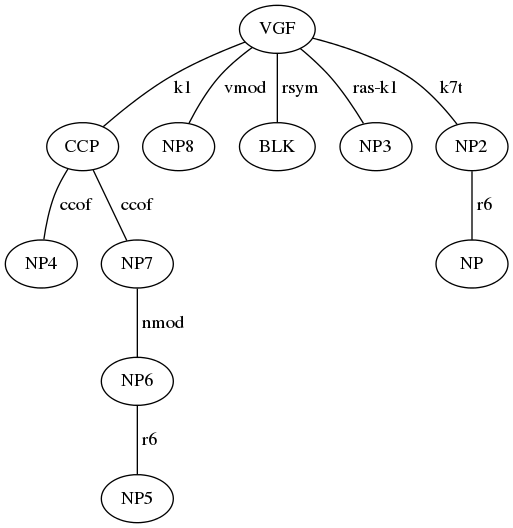 VGF
k1 vmod rsym ras-k1 k7t
CCP NP8 BLK NP3 NP2
ccof ccof r6
NP4 NP7 NP
nmod
NP6
r6
NP5